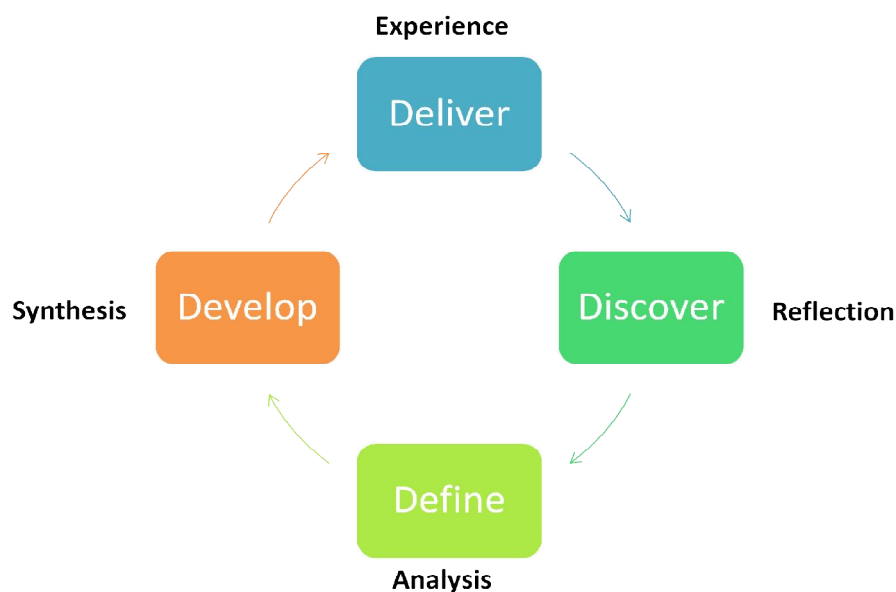 Experience
Deliver
Synthesis
Develop
Discover
Reflection
Define
Analysis